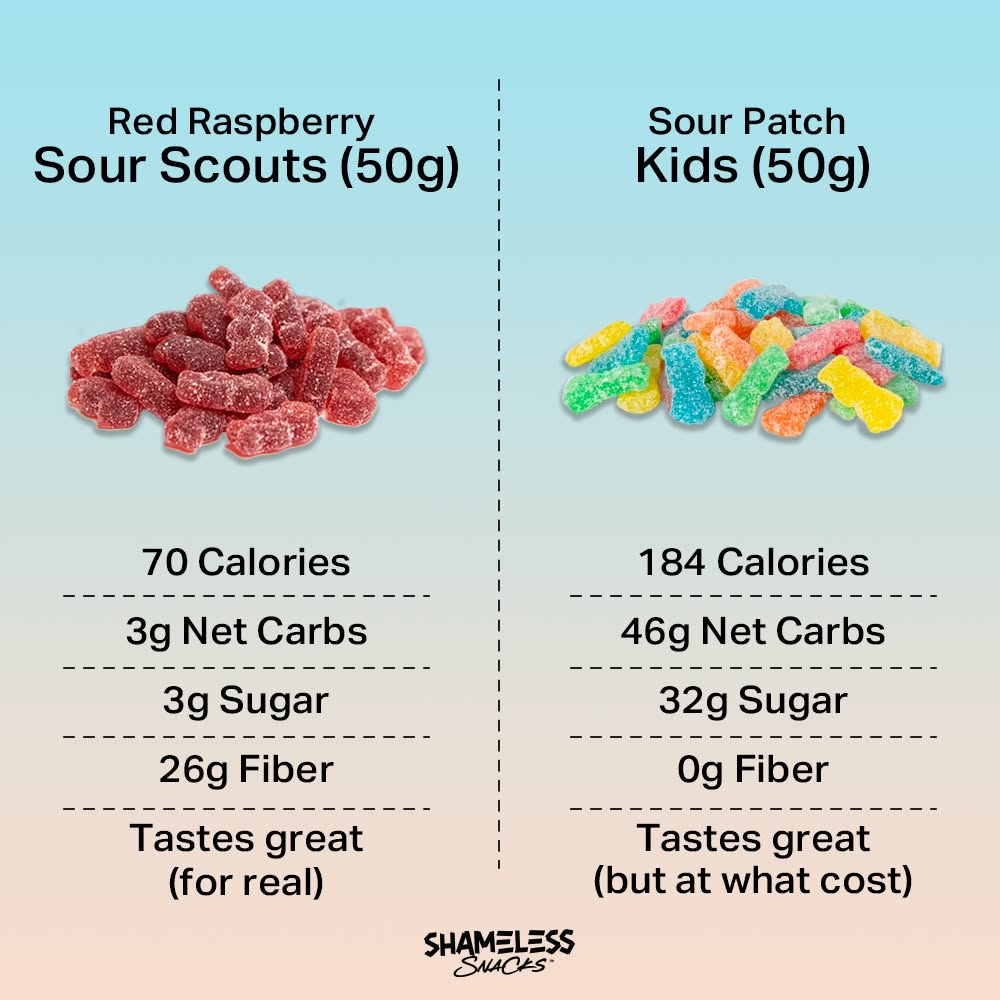 Red Raspberry
Sour Scouts (50g)
70 Calories
3g Net Carbs
3g Sugar
26g Fiber
Tastes great
(for real)
Sour Patch
Kids (50g)
184 Calories
46g Net Carbs
32g Sugar
0g Fiber
Tastes great
(but at what cost)
SHAMELESS
SNACKS™